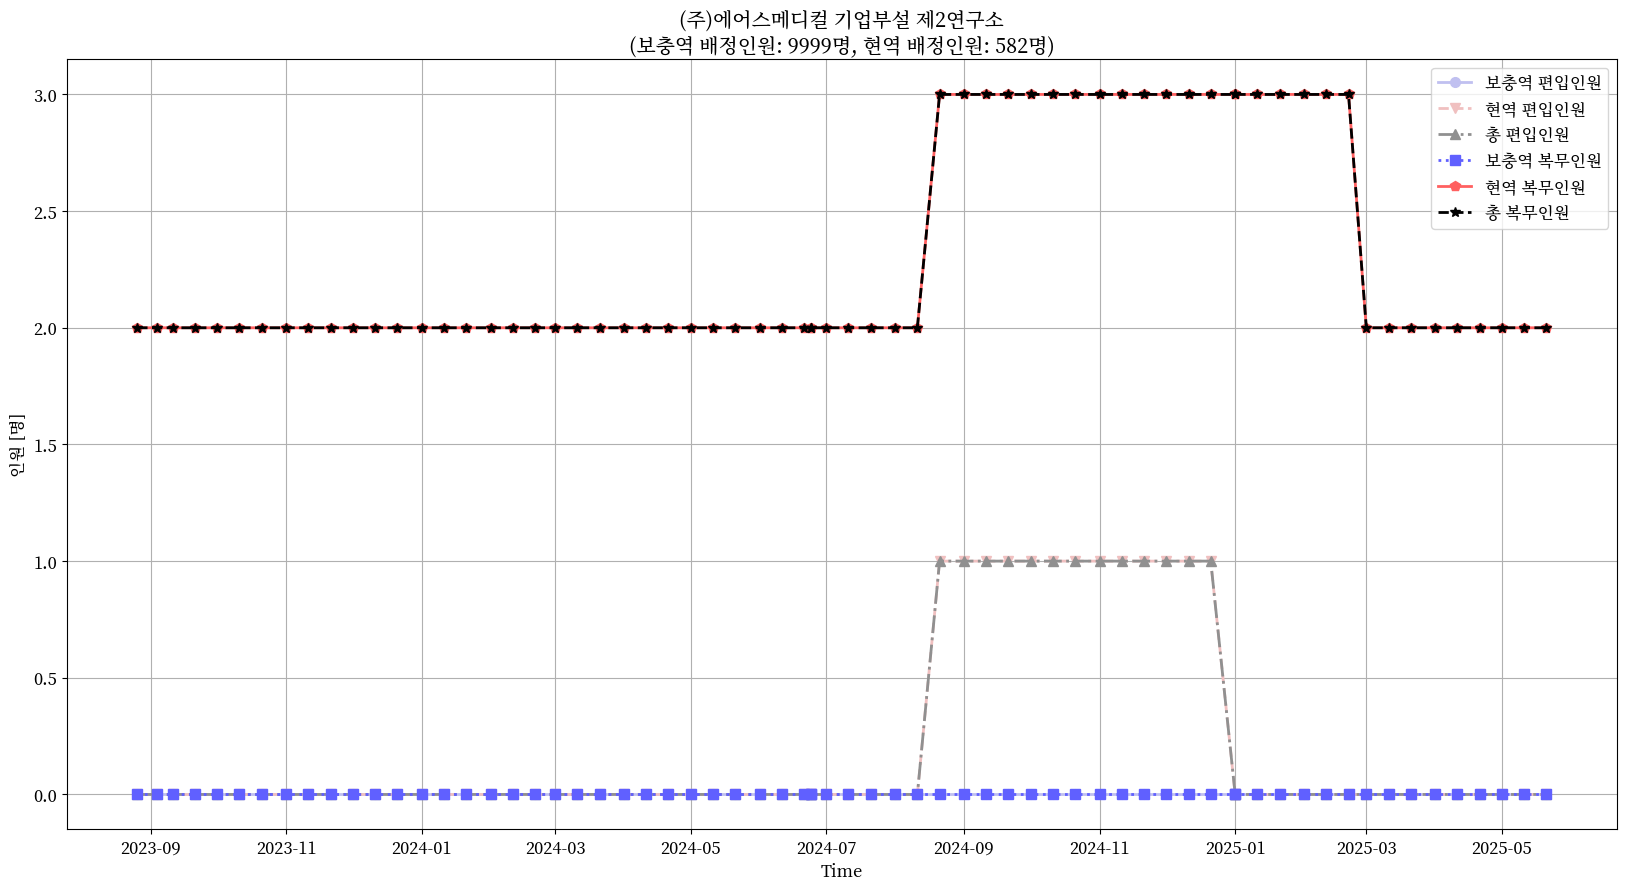 (주)에어스메디컬 기업부설 제2연구소
(보충역 배정인원: 9999명, 현역 배정인원: 582명)
보충역 편입인원
현역 편입인원
총 편입인원
보충역 복무인원
현역 복무인원
총 복무인원
3.0
2.5
2.0
1.5
1.0
0.5
0.0
인원 [명]
2023-09
2023-11
2024-01
2024-03
2024-05
2024-07
2024-09
2024-11
2025-01
2025-03
2025-05
Time